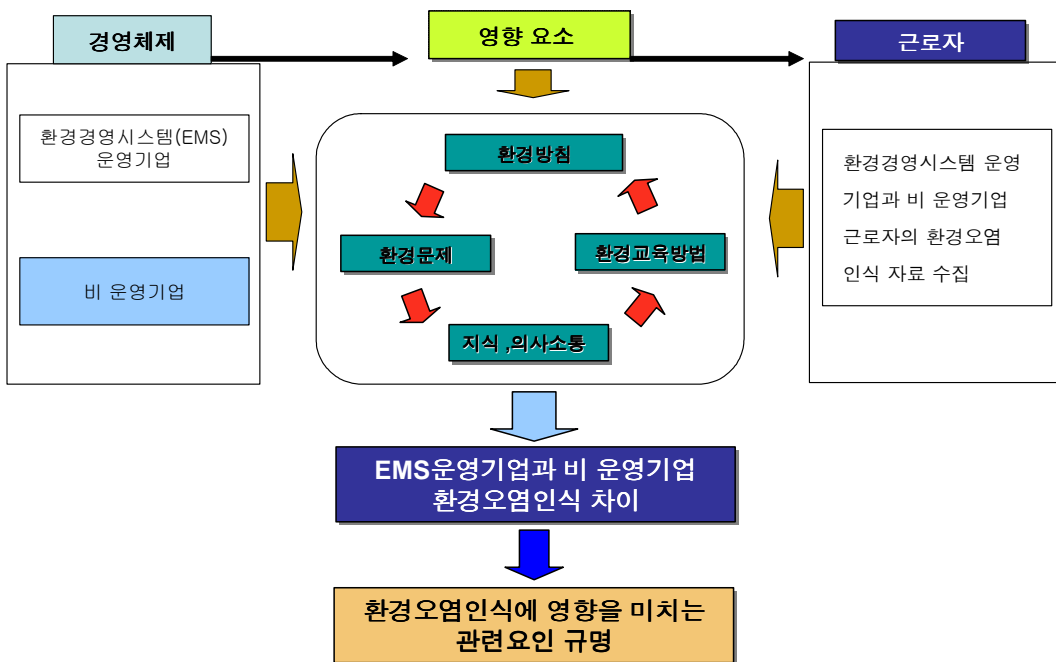 경영체제
영향 요소
근로자
환경경영시스템(EMS)
운영기업
비 운영기업
환경방침
환경문제
환경교육방법
지식 ,의사소통
환경경영시스템 운영
기업과 비 운영기업
근로자의 환경오염
인식 자료 수집
EMS운영기업과 비 운영기업
환경오염인식 차이
환경오염인식에 영향을 미치는
관련요인 규명